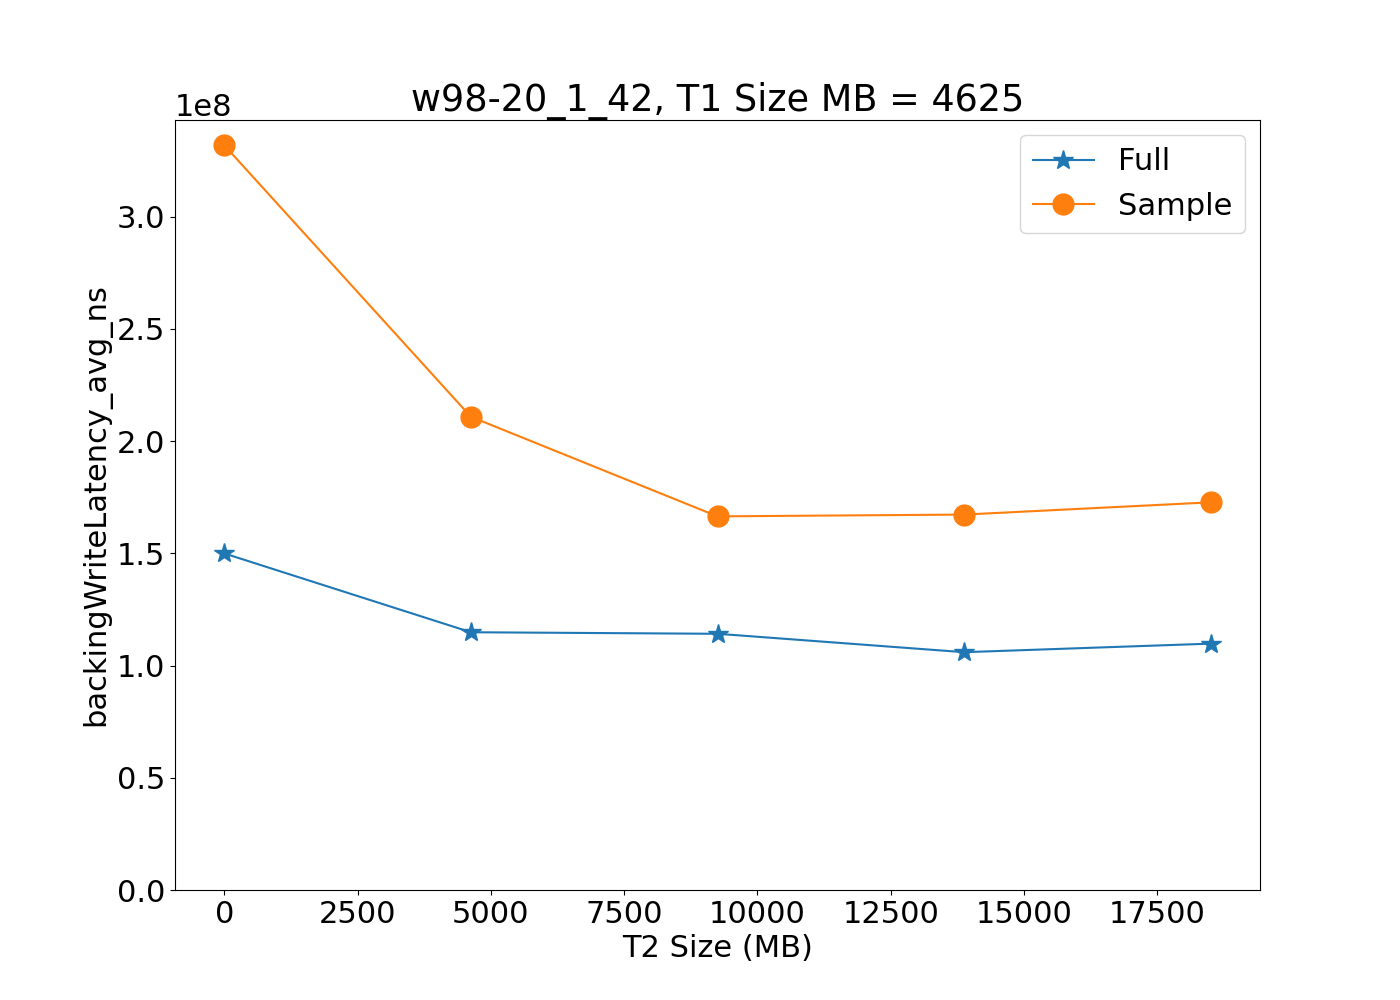 w98-20_1_42, T1 Size MB = 4625
1e8
Full
Sample
3.0
2.5
2.0
1.5
1.0
0.5
0.0
backingWriteLatency_avg_ns
0 2500 5000 7500 10000 12500 15000 17500
T2 Size (MB)